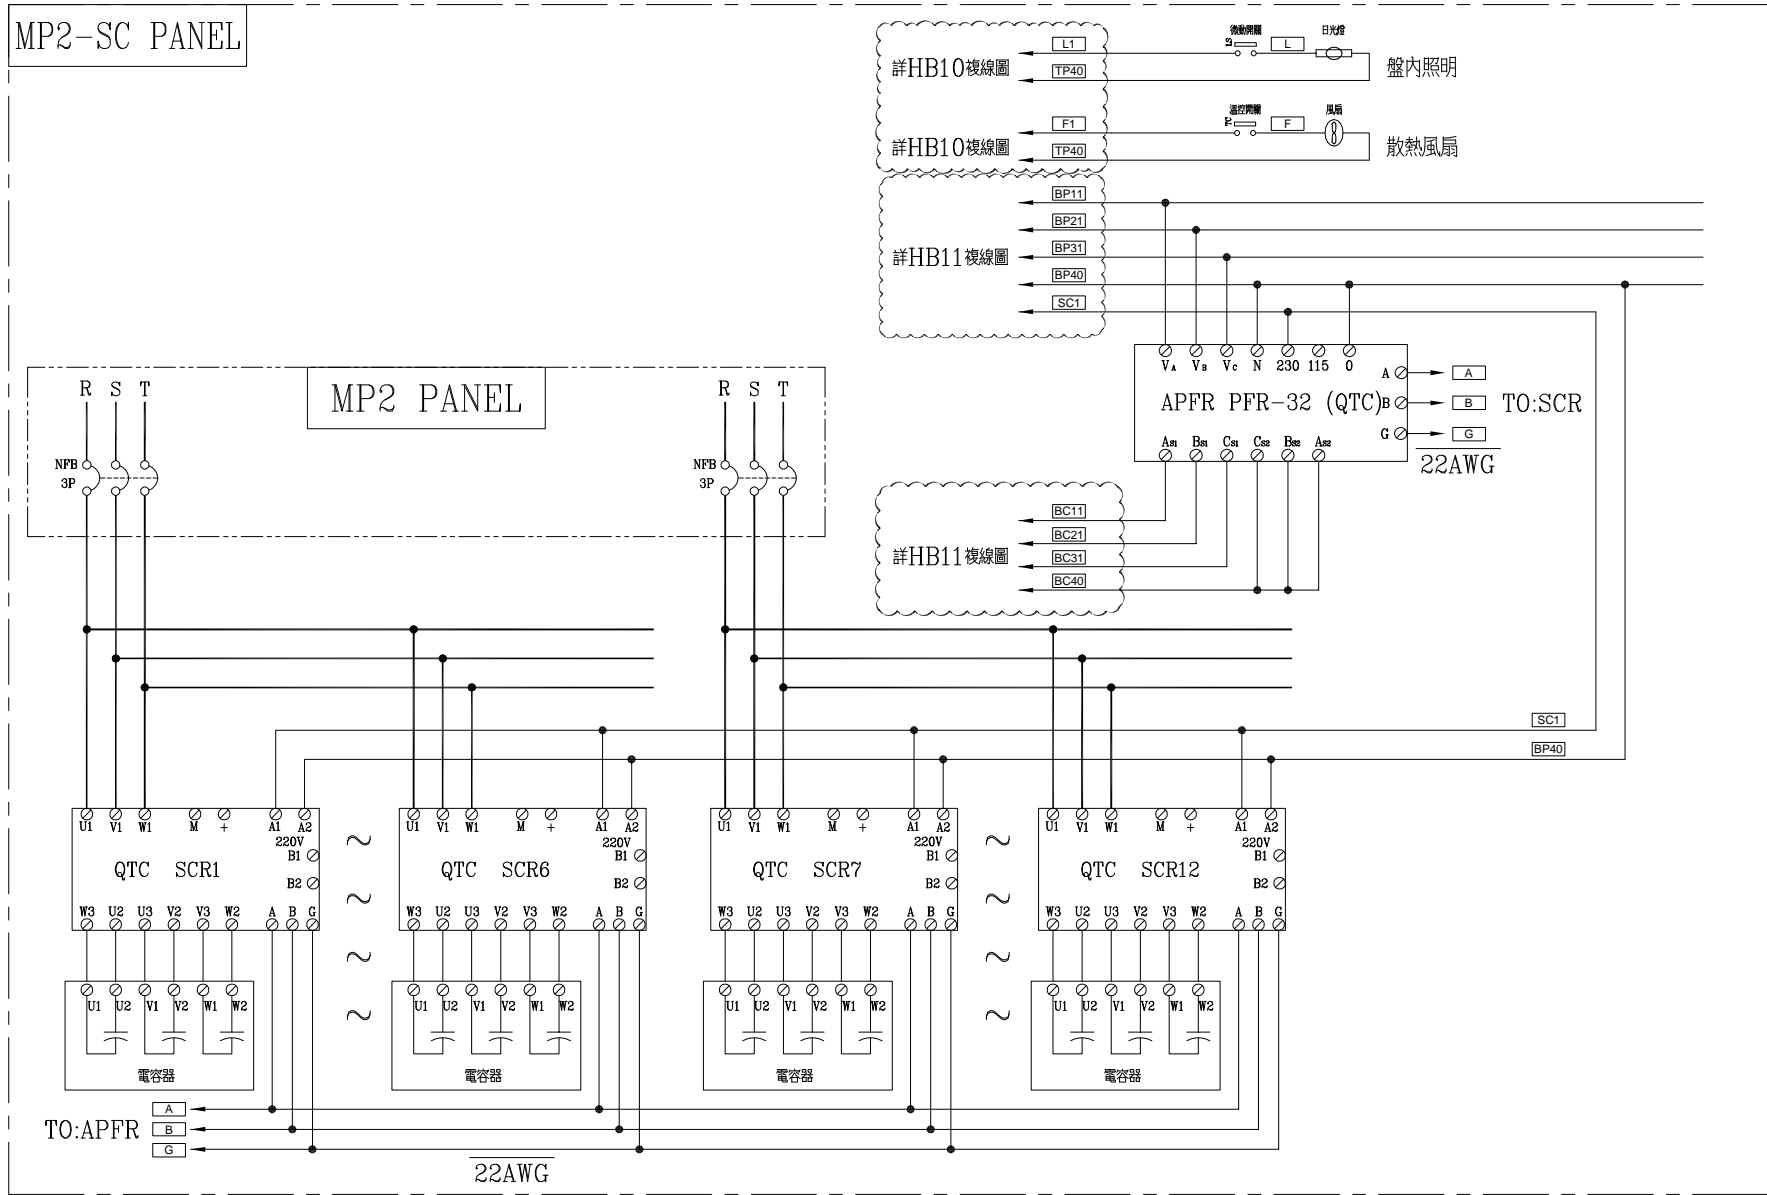 MP2-SC PANEL
L1
微動開關
LS
L
日光燈
詳HB10複線圖
TP40
盤內照明
F1
溫控開關
TC
F
風扇
詳HB10複線圖
TP40
散熱風扇
BP11
BP21
詳HB11複線圖
BP31
BP40
SC1
VA VB VC N 230 115 0
A A
APFR PFR-32 (QTC) B B TO:SCR
G G
AS1 BS1 CS1 CS2 BS2 AS2
22AWG
R S T
MP2 PANEL
R S T
NFB
3P
NFB
3P
BC11
BC21
詳HB11複線圖
BC31
BC40
SC1
BP40
U1 V1 W1 M + A1 A2
220V
B1
QTC SCR1
B2
W3 U2 U3 V2 V3 W2 A B G
U1 U2 V1 V2 W1 W2
電容器
U1 V1 W1 M + A1 A2
220V
B1
QTC SCR6
B2
W3 U2 U3 V2 V3 W2 A B G
U1 U2 V1 V2 W1 W2
電容器
U1 V1 W1 M + A1 A2
220V
B1
QTC SCR7
B2
W3 U2 U3 V2 V3 W2 A B G
U1 U2 V1 V2 W1 W2
電容器
U1 V1 W1 M + A1 A2
220V
B1
QTC SCR12
B2
W3 U2 U3 V2 V3 W2 A B G
U1 U2 V1 V2 W1 W2
電容器
A
TO:APFR B
G
22AWG